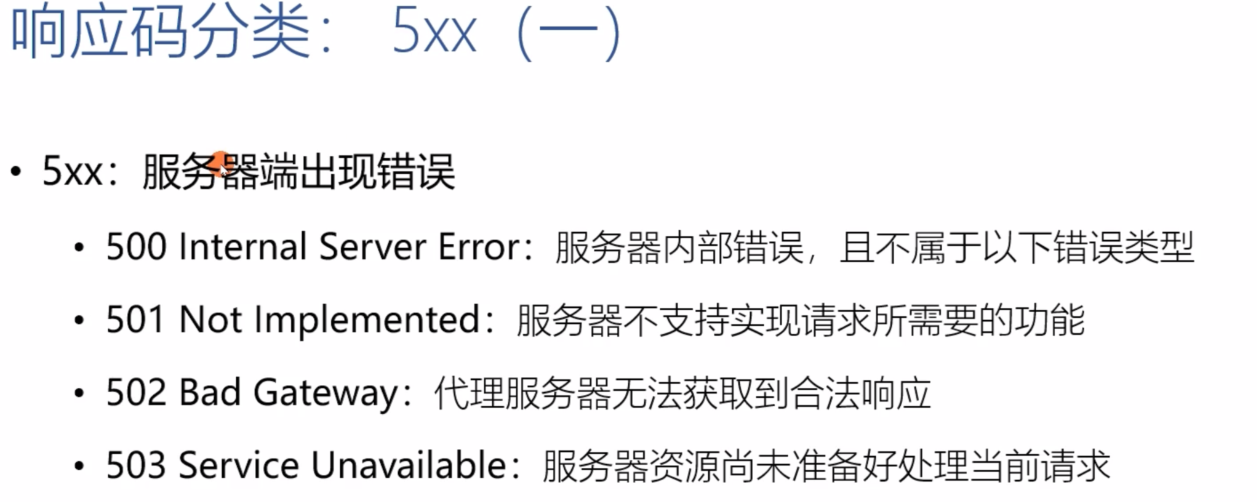 响应码分类： 5xx（一）
• 5xx：服务器端出现错误
• 500 Internal Server Error：服务器内部错误，且不属于以下错误类型
• 501 Not Implemented：服务器不支持实现请求所需要的功能
• 502 Bad Gateway：代理服务器无法获取到合法响应
• 503 Service Unavailable：服务器资源尚未准备好处理当前请求